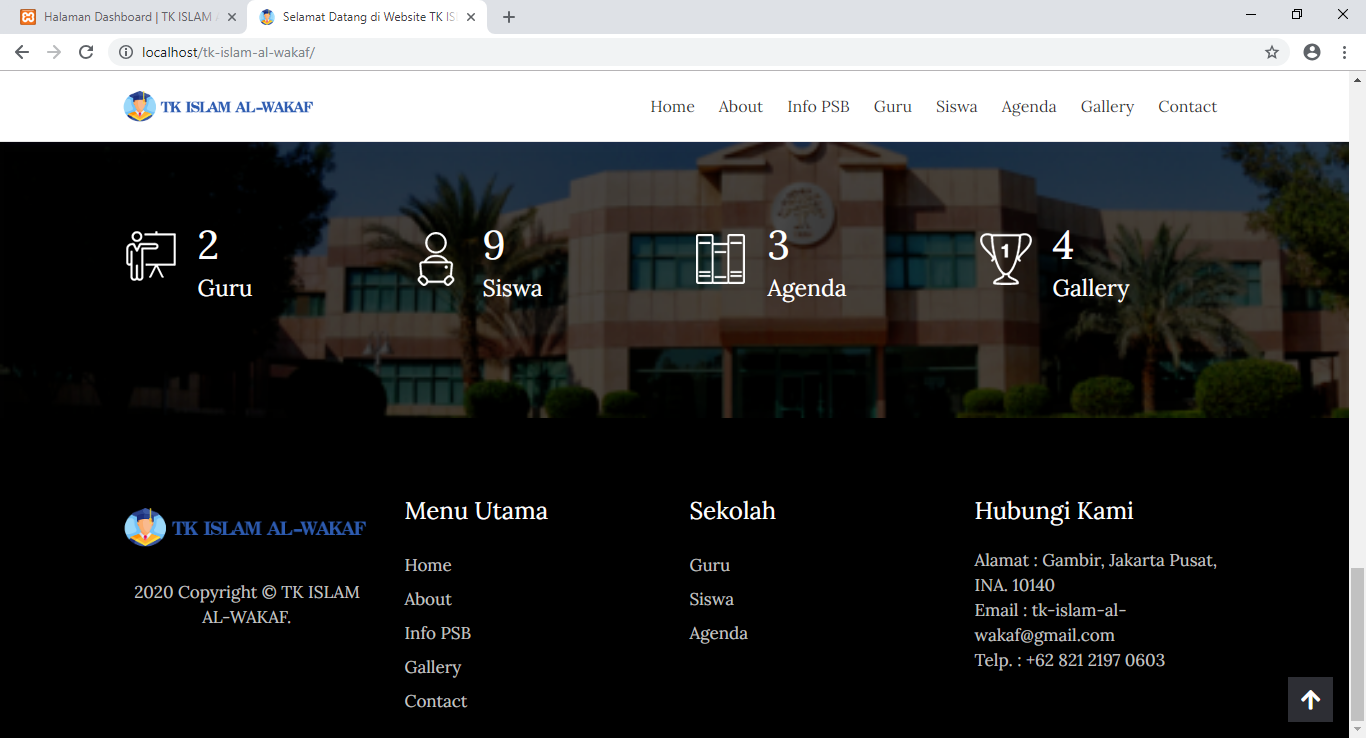 Halaman Dashboard | TK ISLAM
Selamat Datang di Website TK IS
localhost/tk-islam-al-wakaf/
TK ISLAM AL-WAKAF
Home About Info PSB Guru Siswa Agenda Gallery Contact
2
Guru
9
Siswa
3
Agenda
1
4
Gallery
TK ISLAM AL-WAKAF
2020 Copyright © TK ISLAM
AL-WAKAF.
Menu Utama
Home
About
Info PSB
Gallery
Contact
Sekolah
Guru
Siswa
Agenda
Hubungi Kami
Alamat : Gambir, Jakarta Pusat,
INA. 10140
Email : tk-islam-al-
wakaf@gmail.com
Telp. : +62 821 2197 0603